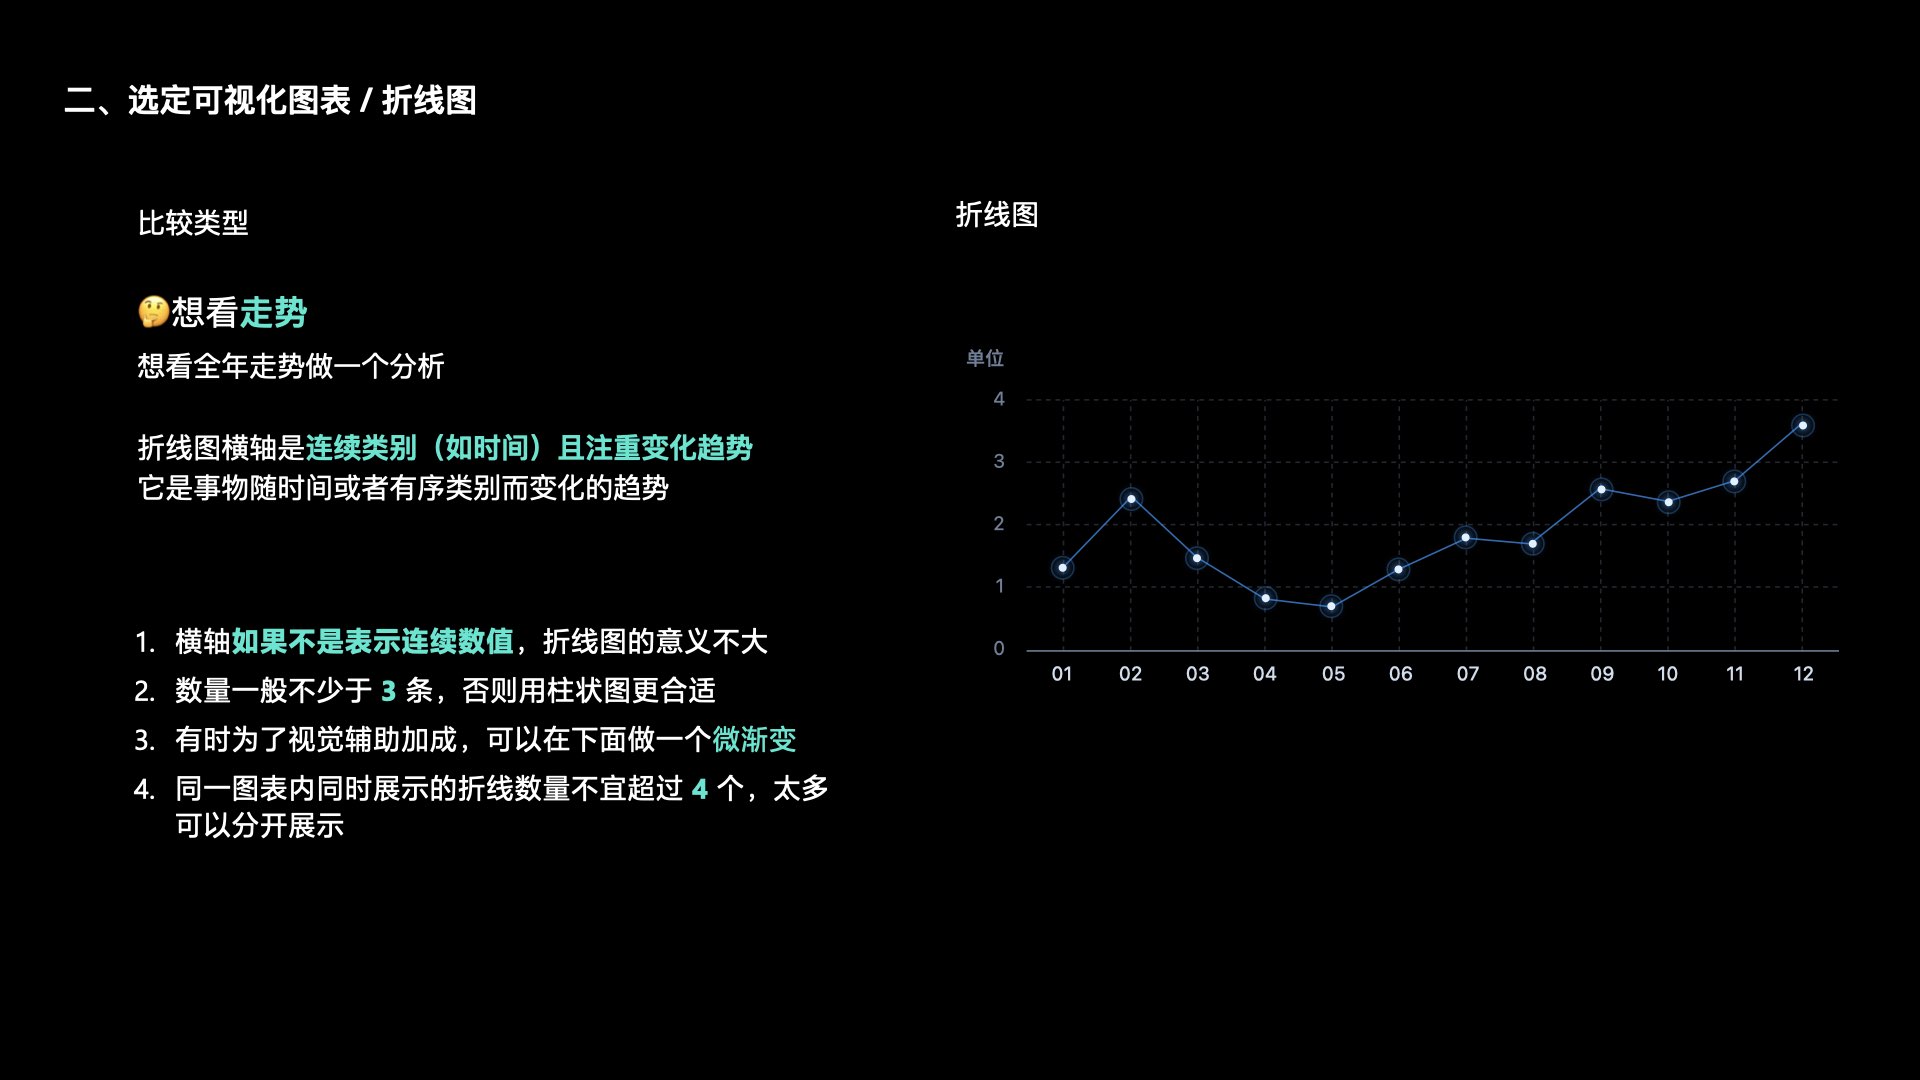 二、选定可视化图表 / 折线图
比较类型
🤔想看走势
想看全年走势做一个分析
折线图横轴是连续类别（如时间）且注重变化趋势
它是事物随时间或者有序类别而变化的趋势
1. 横轴如果不是表示连续数值，折线图的意义不大
2. 数量一般不少于 3 条，否则用柱状图更合适
3. 有时为了视觉辅助加成，可以在下面做一个微渐变
4. 同一图表内同时展示的折线数量不宜超过 4 个，太多
可以分开展示
折线图
单位
4
3
2
1
0
01 02 03 04 05 06 07 08 09 10 11 12